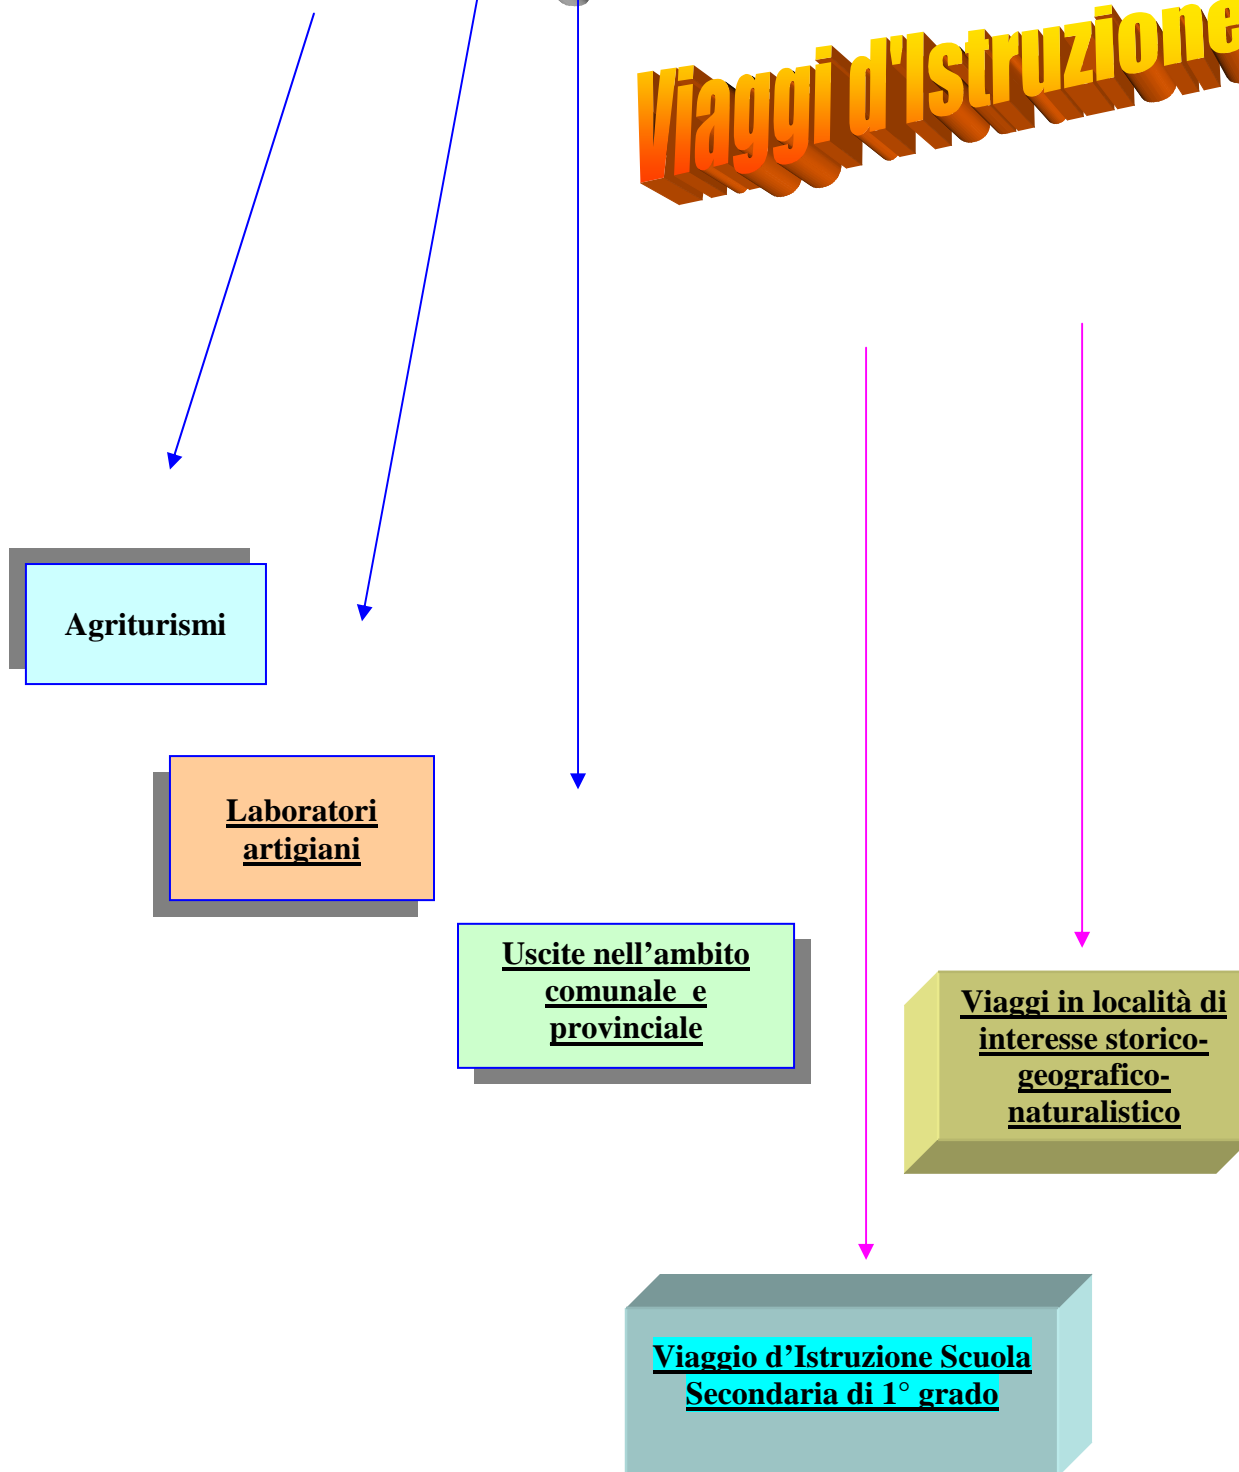 Viaggi d'Istruzione
Agriturismi
Laboratori
artigiani
Uscite nell’ambito
comunale e
provinciale
Viaggi in località di
interesse storico-
geografico-
naturalistico
Viaggio d’Istruzione Scuola
Secondaria di 1° grado